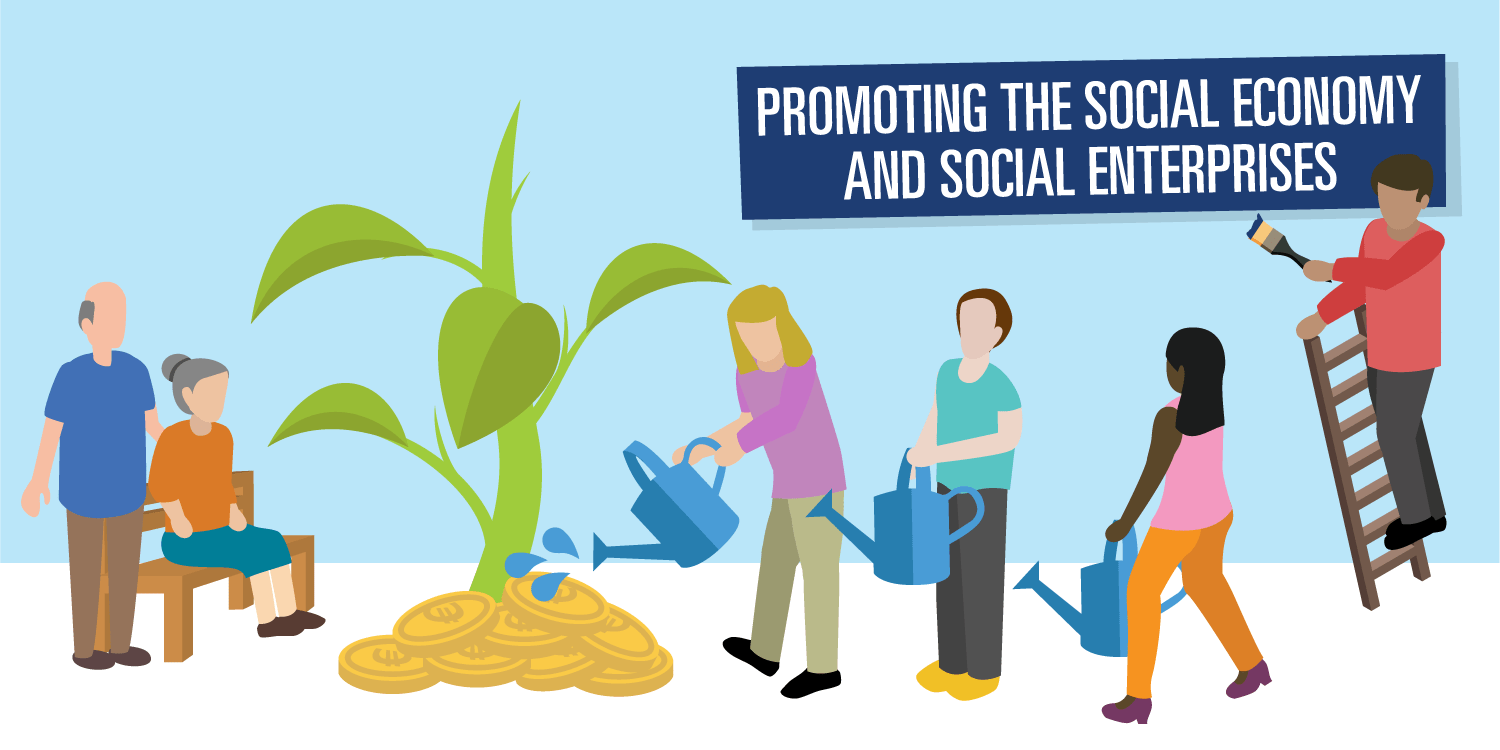 PROMOTING THE SOCIAL ECONOMY
AND SOCIAL ENTERPRISES